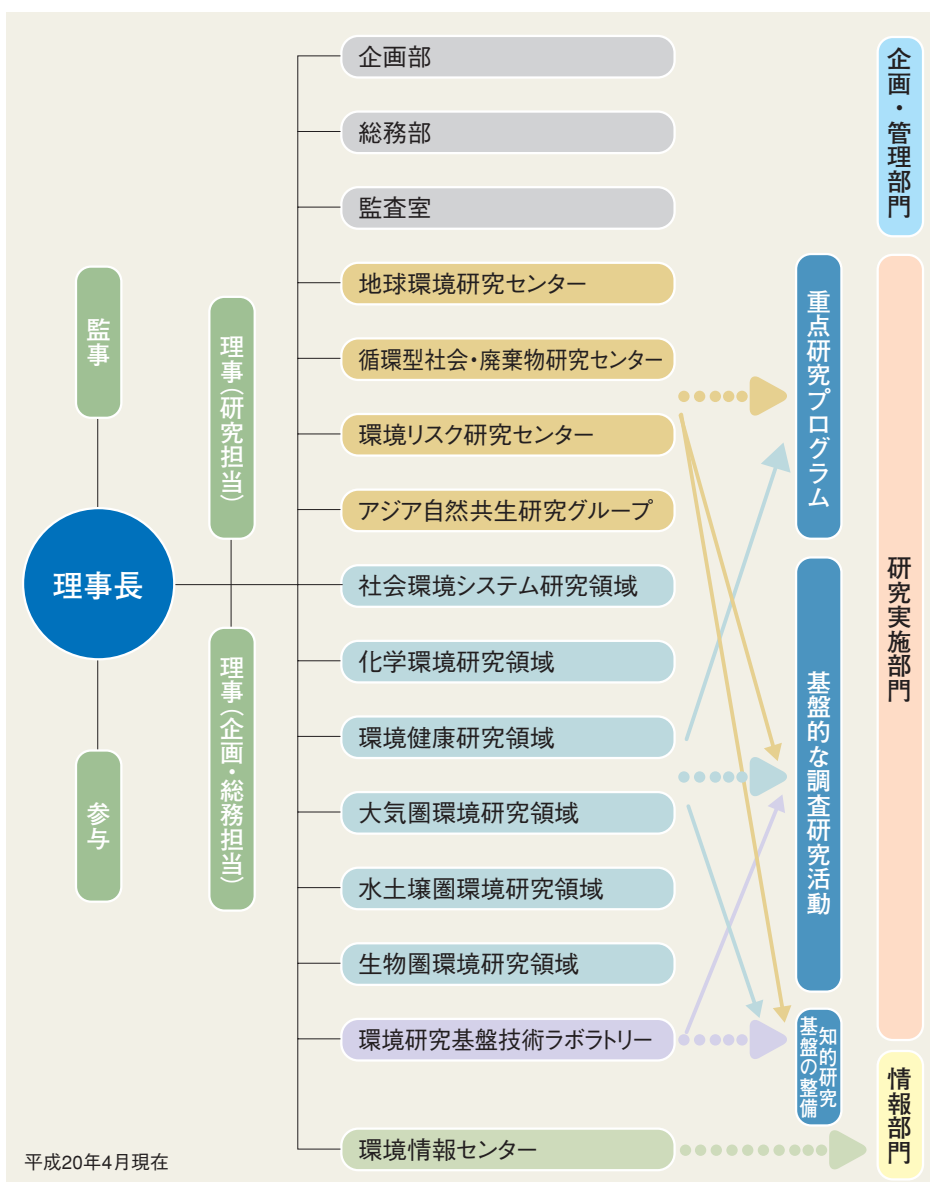 企画部
総務部
監査室
地球環境研究センター
循環型社会・廃棄物研究センター
環境リスク研究センター
アジア自然共生研究グループ
社会環境システム研究領域
化学環境研究領域
環境健康研究領域
大気圏環境研究領域
水土壌圏環境研究領域
生物圏環境研究領域
環境研究基盤技術ラボラトリー
環境情報センター
監事
理事長
参与
理事(研究担当)
理事(企画・総務担当)
重点研究プログラム
基盤的な調査研究活動
知的研究
基盤の整備
企画・管理部門
研究実施部門
情報部門
平成20年4月現在